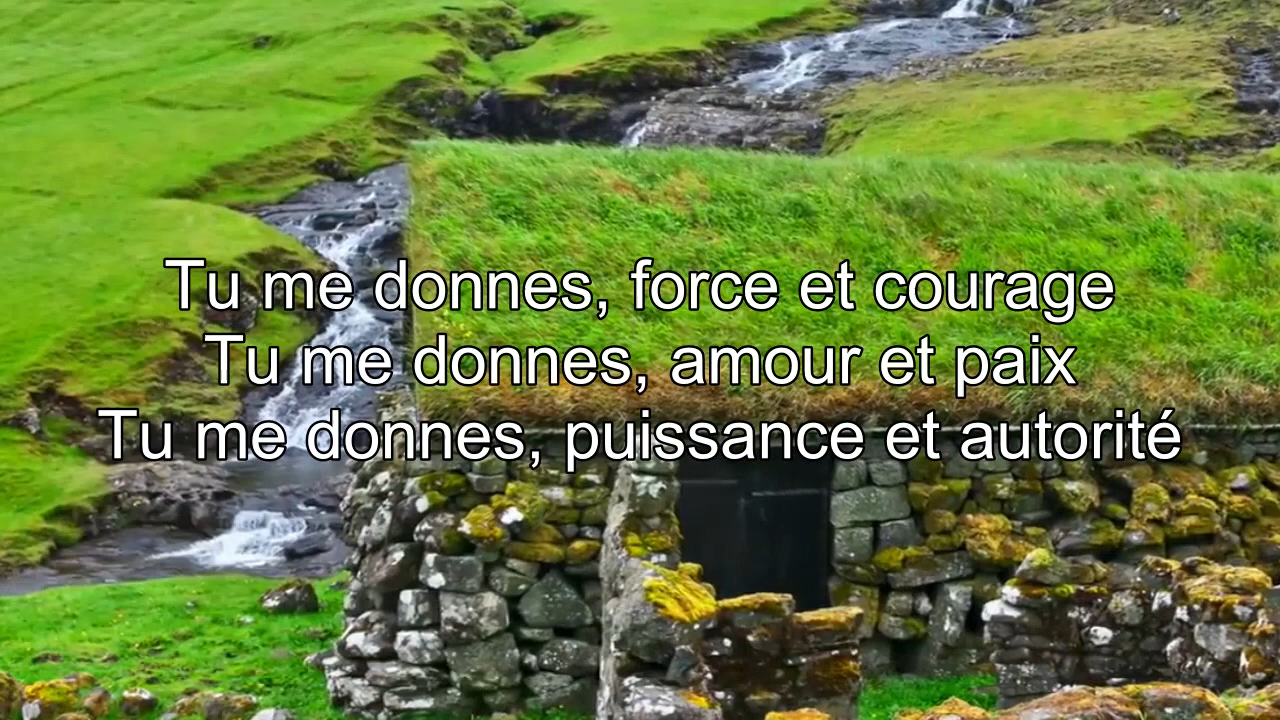 Tu me donnes, force et courage
Tu me donnes, amour et paix
Tu me donnes, puissance et autorité